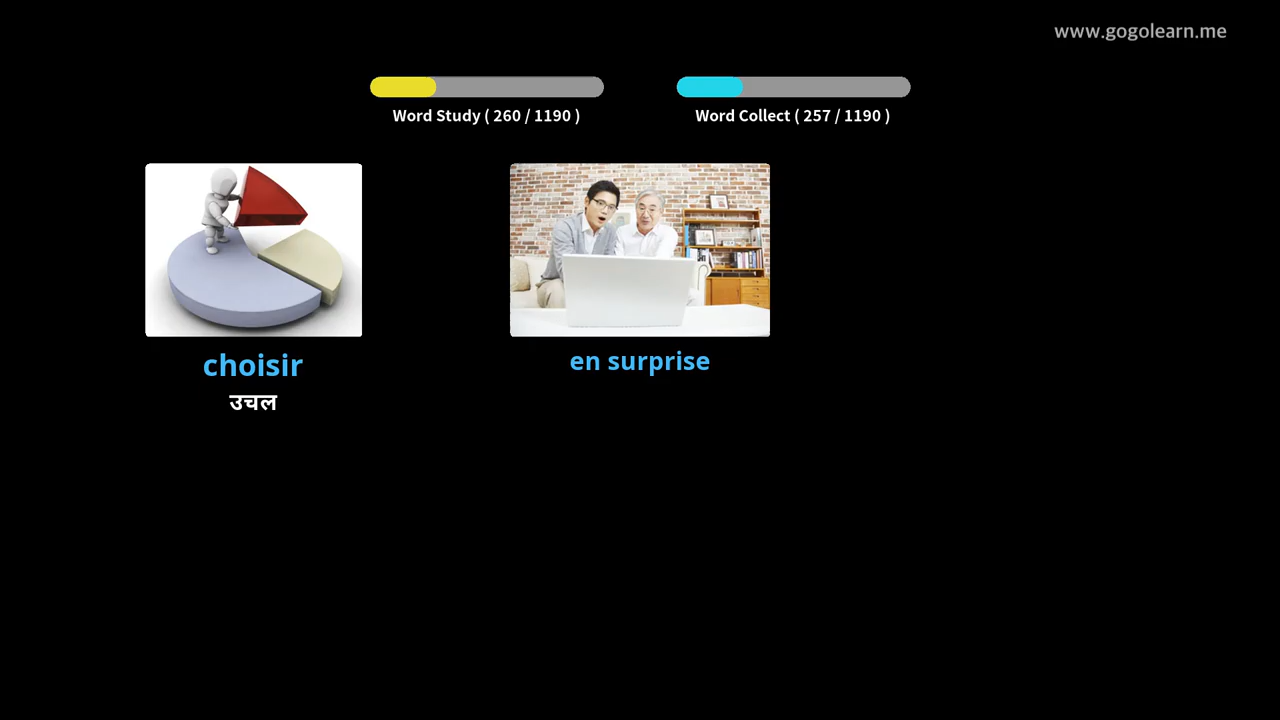 www.gogolearn.me
Word Study ( 260 / 1190 )
Word Collect ( 257 / 1190 )
choisir
उचल
en surprise